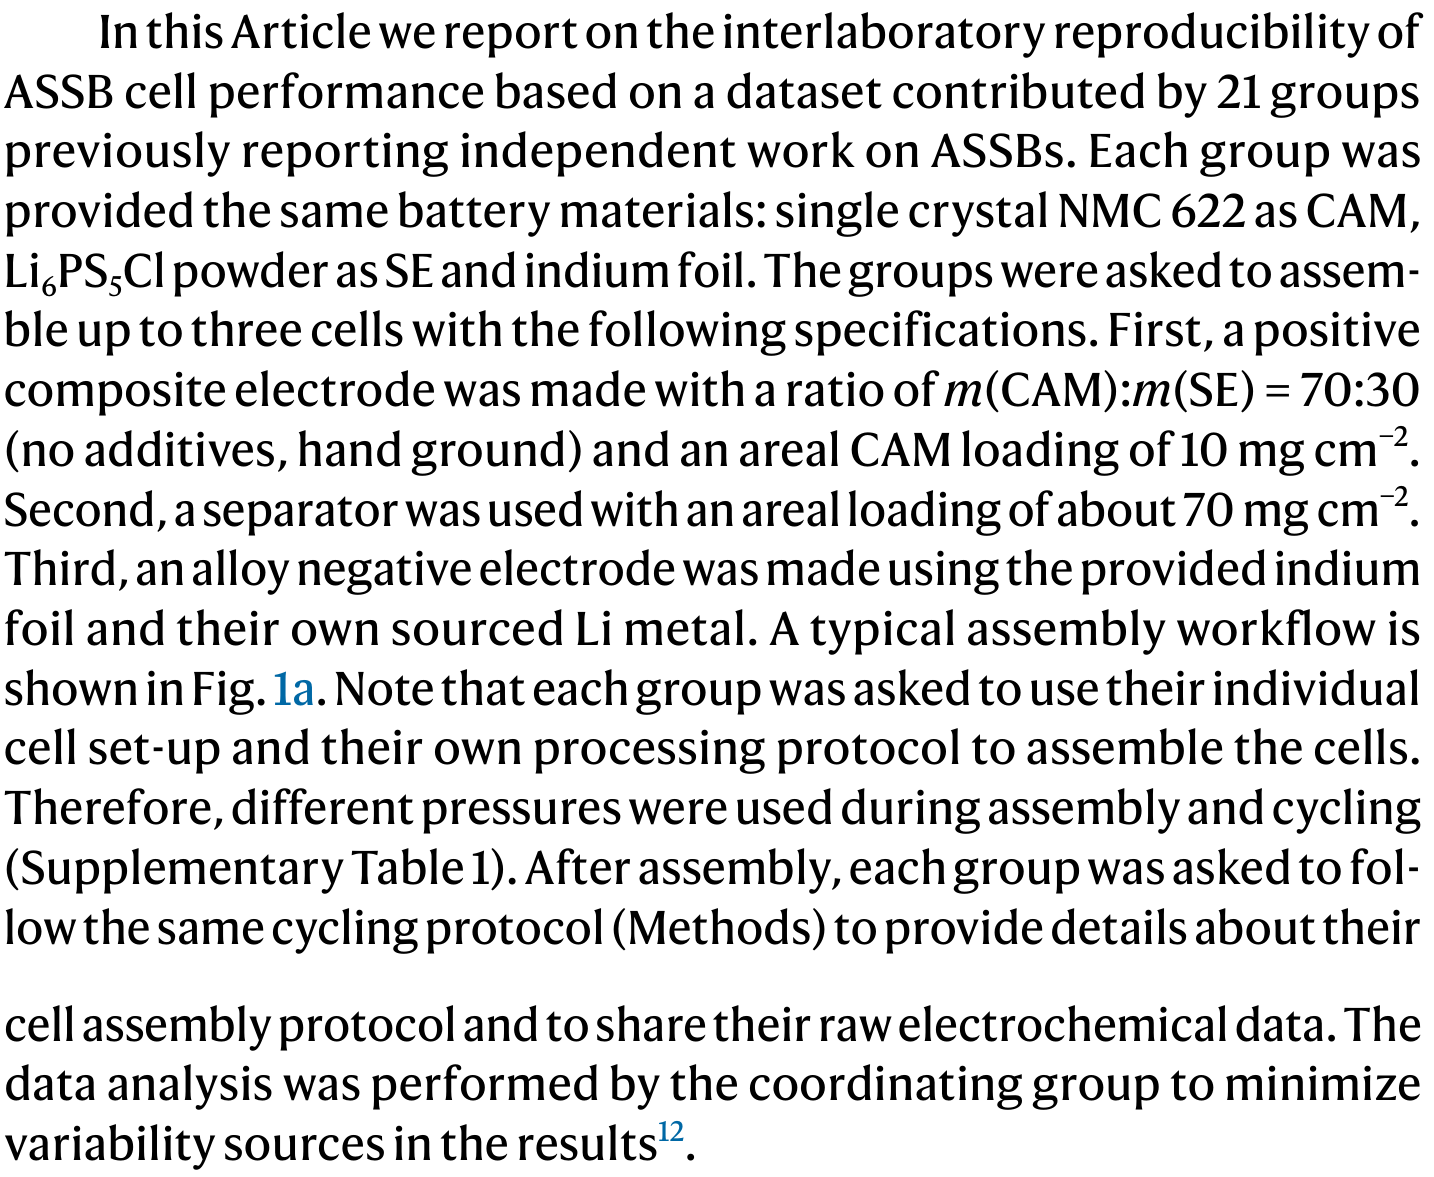 In this Article we report on the interlaboratory reproducibility of
ASSB cell performance based on a dataset contributed by 21 groups
previously reporting independent work on ASSBs. Each group was
provided the same battery materials: single crystal NMC 622 as CAM,
Li₆PS₅Cl powder as SE and indium foil. The groups were asked to assem-
ble up to three cells with the following specifications. First, a positive
composite electrode was made with a ratio of m(CAM):m(SE) = 70:30
(no additives, hand ground) and an areal CAM loading of 10 mg cm⁻².
Second, a separator was used with an areal loading of about 70 mg cm⁻².
Third, an alloy negative electrode was made using the provided indium
foil and their own sourced Li metal. A typical assembly workflow is
shown in Fig. 1a. Note that each group was asked to use their individual
cell set-up and their own processing protocol to assemble the cells.
Therefore, different pressures were used during assembly and cycling
(Supplementary Table 1). After assembly, each group was asked to fol-
low the same cycling protocol (Methods) to provide details about their
cell assembly protocol and to share their raw electrochemical data. The
data analysis was performed by the coordinating group to minimize
variability sources in the results¹².